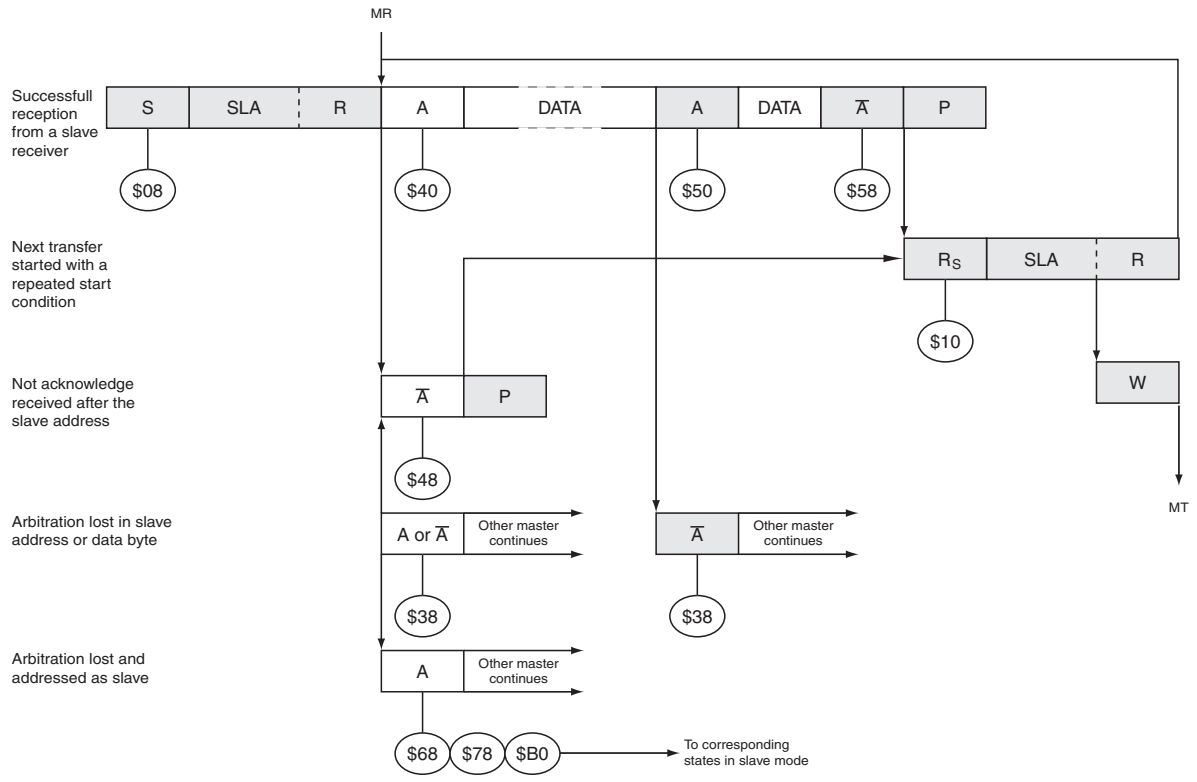 MR
Successfull
reception
from a slave
receiver
S SLA R A DATA A DATA A̅ P
$08 $40 $50 $58
Next transfer
started with a
repeated start
condition
RS SLA R
$10
Not acknowledge
received after the
slave address
A̅ P
W
$48
MT
Arbitration lost in slave
address or data byte
A or A̅
Other master
continues
A̅
Other master
continues
$38 $38
Arbitration lost and
addressed as slave
A
Other master
continues
$68 $78 $B0
To corresponding
states in slave mode